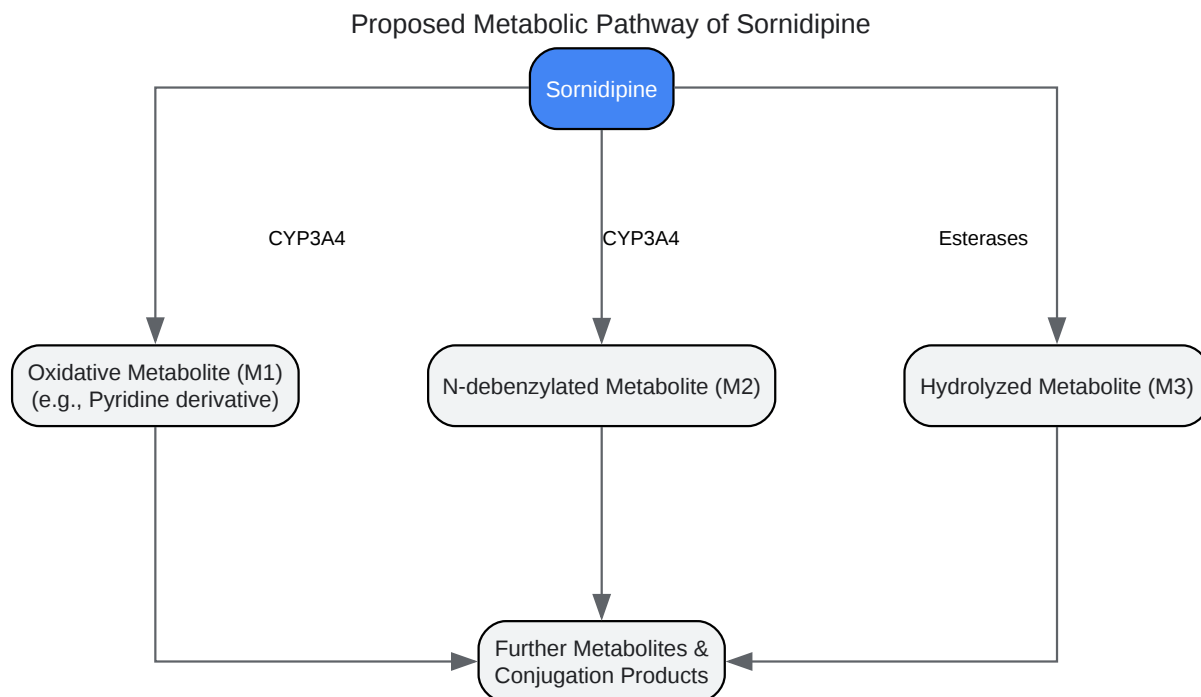 Proposed Metabolic Pathway of Sornidipine
Sornidipine
CYP3A4
CYP3A4
Esterases
Oxidative Metabolite (M1)
(e.g., Pyridine derivative)
N-debenzylated Metabolite (M2)
Hydrolyzed Metabolite (M3)
Further Metabolites &
Conjugation Products